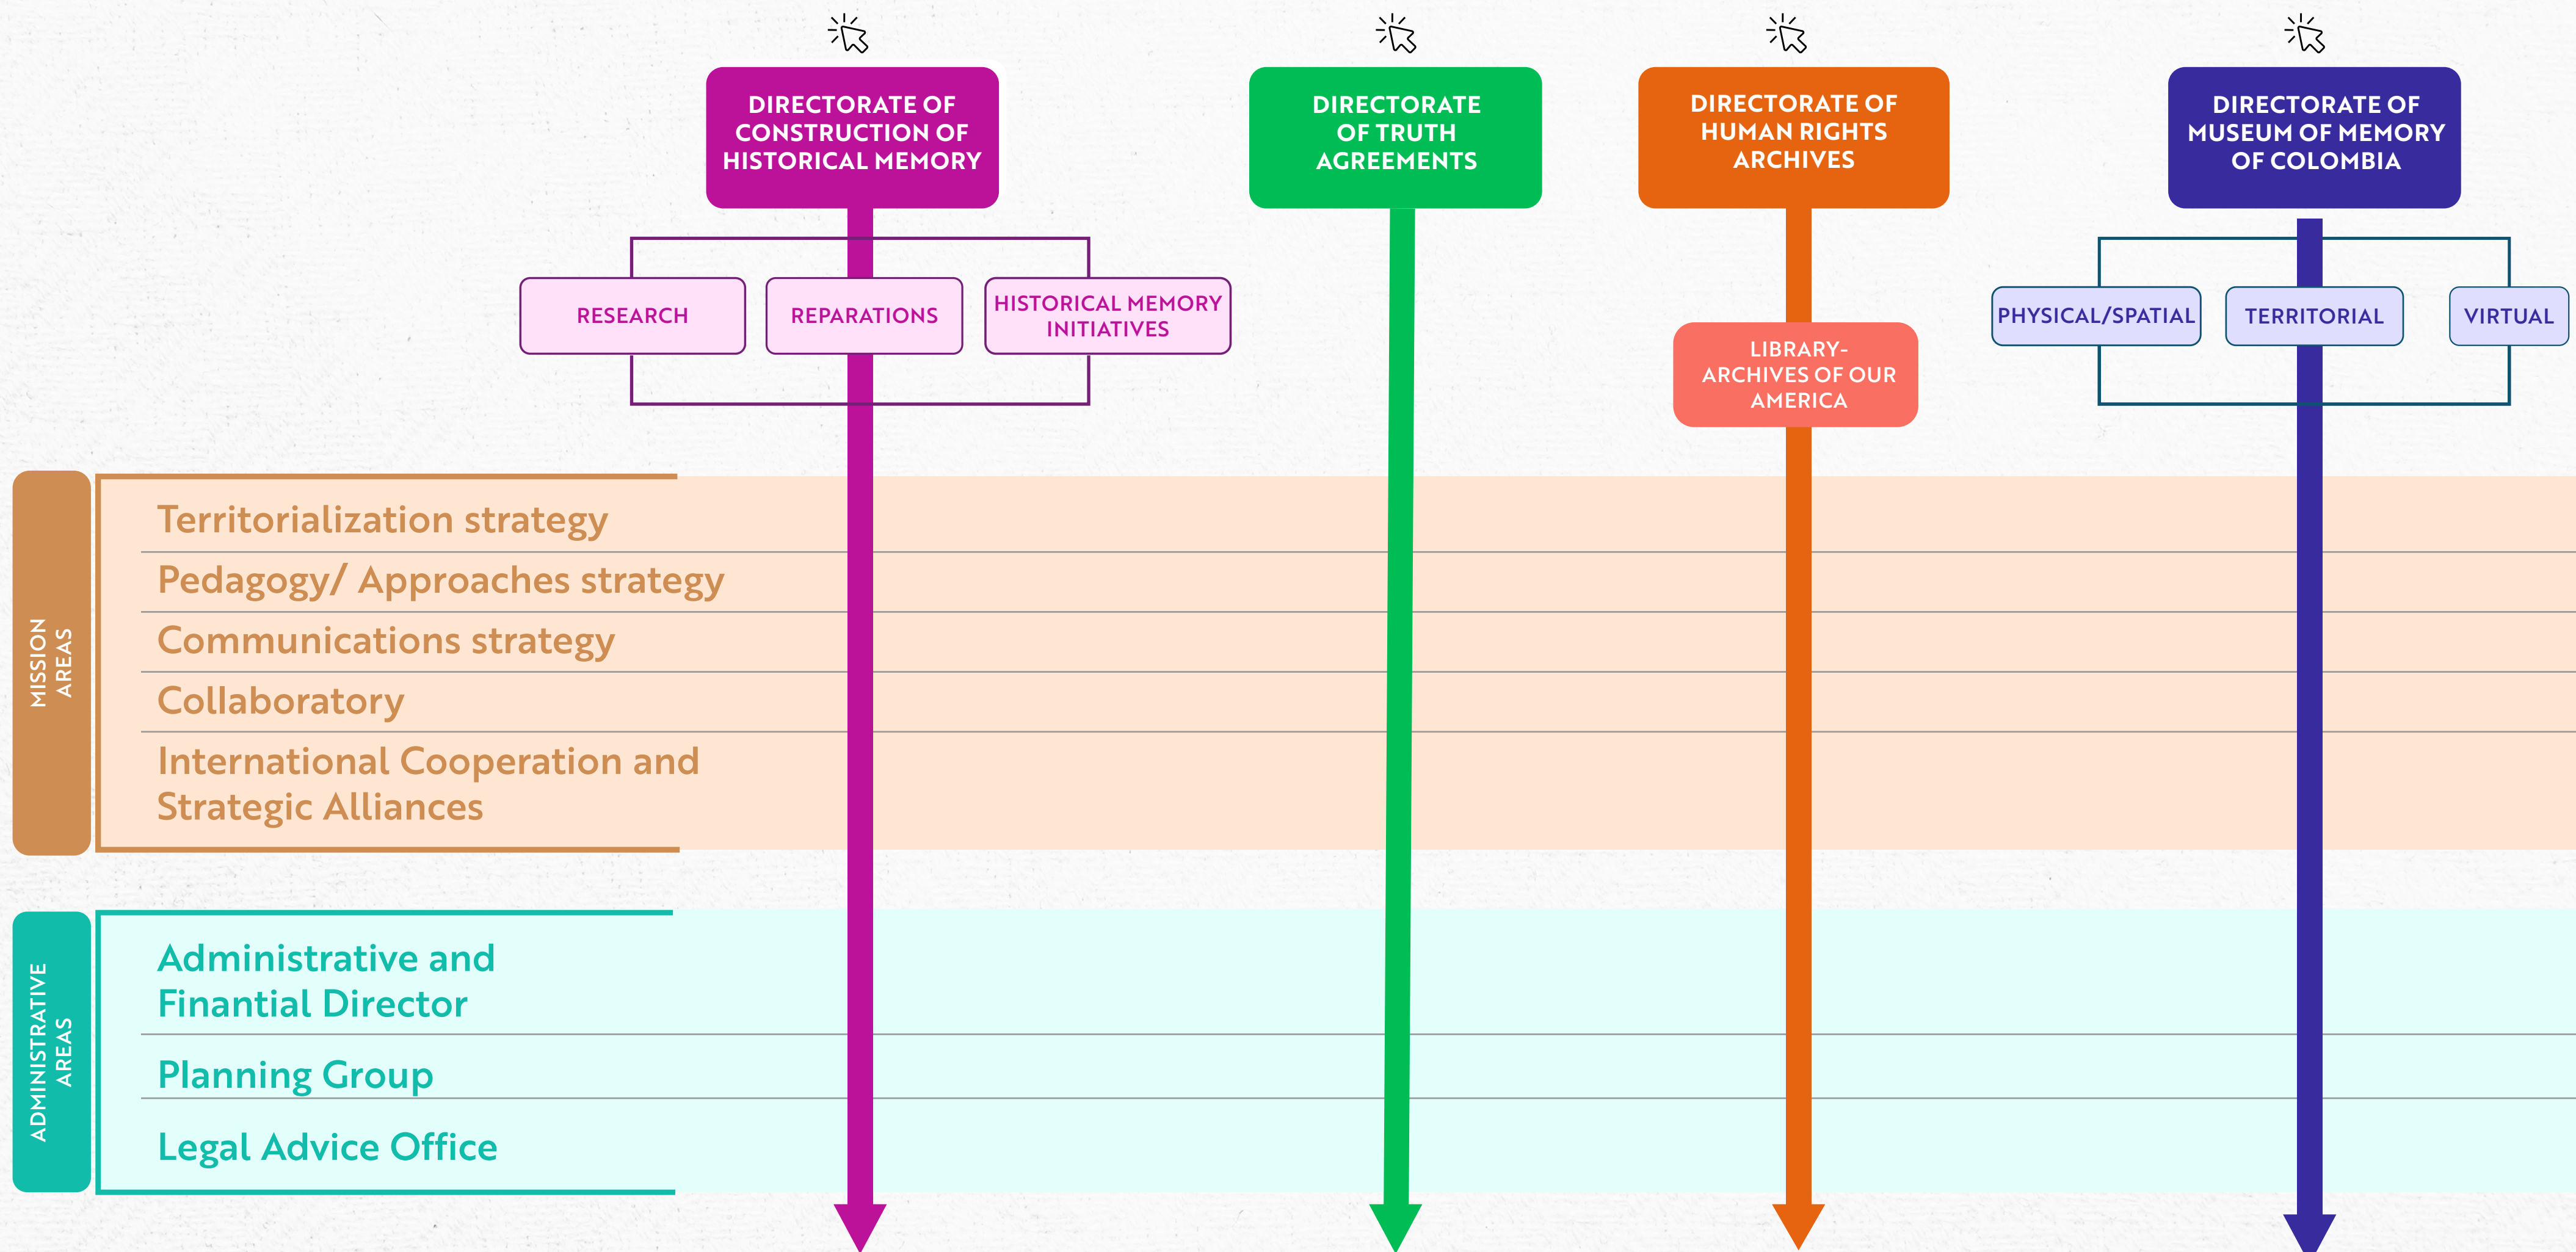 DIRECTORATE OF
CONSTRUCTION OF
HISTORICAL MEMORY
DIRECTORATE
OF TRUTH
AGREEMENTS
DIRECTORATE OF
HUMAN RIGHTS
ARCHIVES
DIRECTORATE OF
MUSEUM OF MEMORY
OF COLOMBIA
RESEARCH
REPARATIONS
HISTORICAL MEMORY
INITIATIVES
LIBRARY-
ARCHIVES OF OUR
AMERICA
PHYSICAL/SPATIAL
TERRITORIAL
VIRTUAL
MISSION
AREAS
Territorialization strategy
Pedagogy/ Approaches strategy
Communications strategy
Collaboratory
International Cooperation and
Strategic Alliances
ADMINISTRATIVE
AREAS
Administrative and
Finantial Director
Planning Group
Legal Advice Office